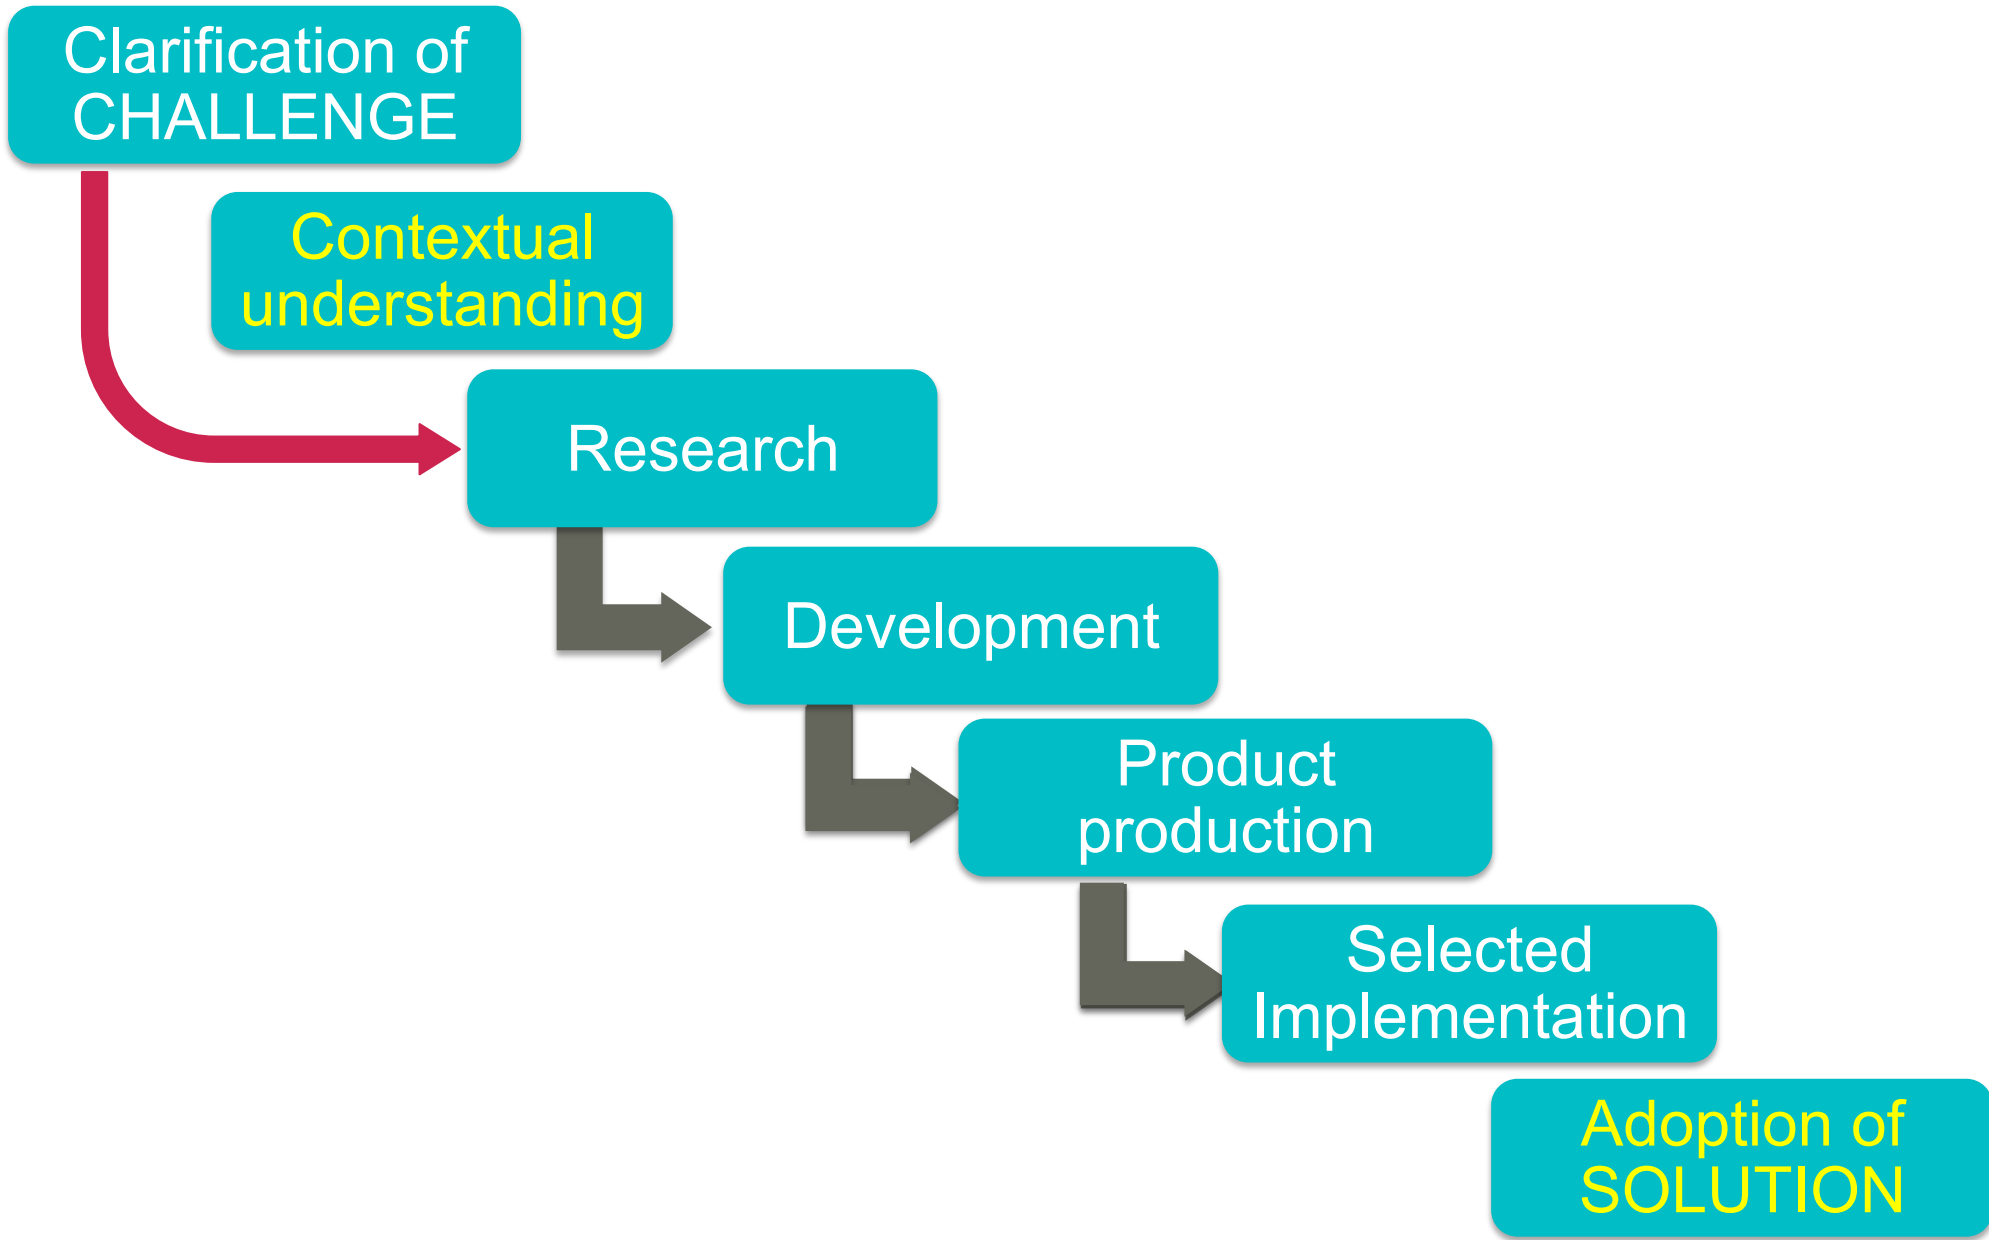 Clarification of
CHALLENGE
Contextual
understanding
Research
Development
Product
production
Selected
Implementation
Adoption of
SOLUTION